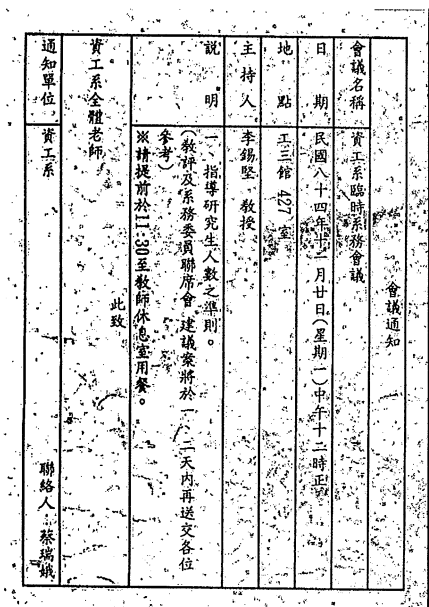 會議通知
會議名稱 資工系臨時系務會議
日期 民國八十四年十二月廿日(星期一)中午十二時正
地點 工三館 427 室
主持人 李錫堅 教授
說明 一、指導研究生人數之準則。
(教評及系務委員聯席會 建議案將於一、二天內再送交各位
參考)
※請提前於11:30至教師休息室用餐。
此致
資工系全體老師
通知單位 資工系 聯絡人 蔡瑞娥